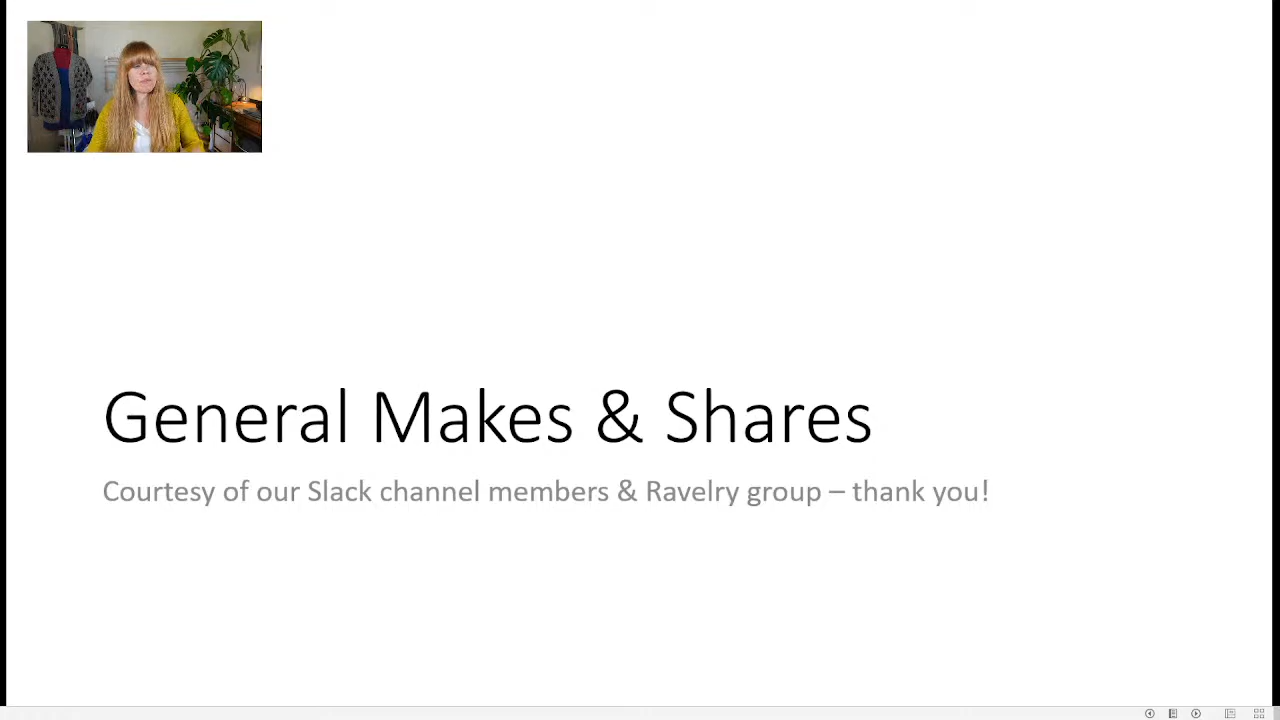 General Makes & Shares
Courtesy of our Slack channel members & Ravelry group – thank you!